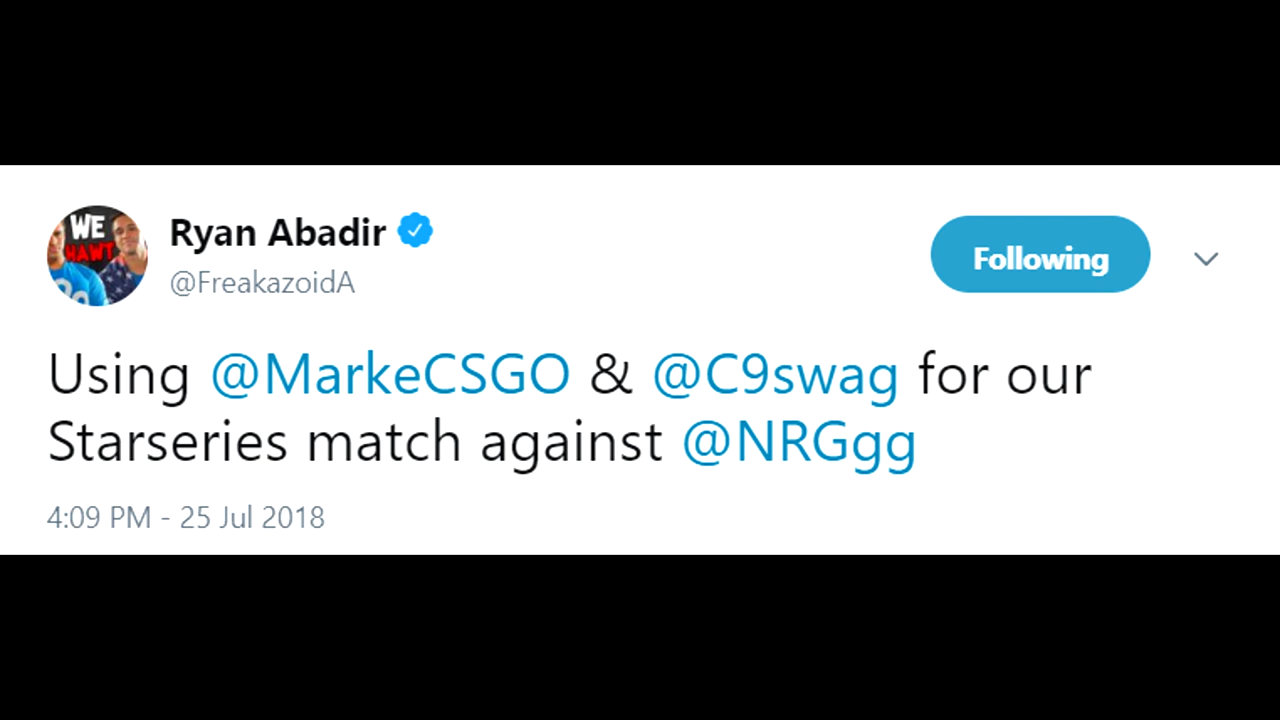 WE
HAWT
Ryan Abadir
@FreakazoidA
Following
Using @MarkeCSGO & @C9swag for our
Starseries match against @NRGgg
4:09 PM - 25 Jul 2018